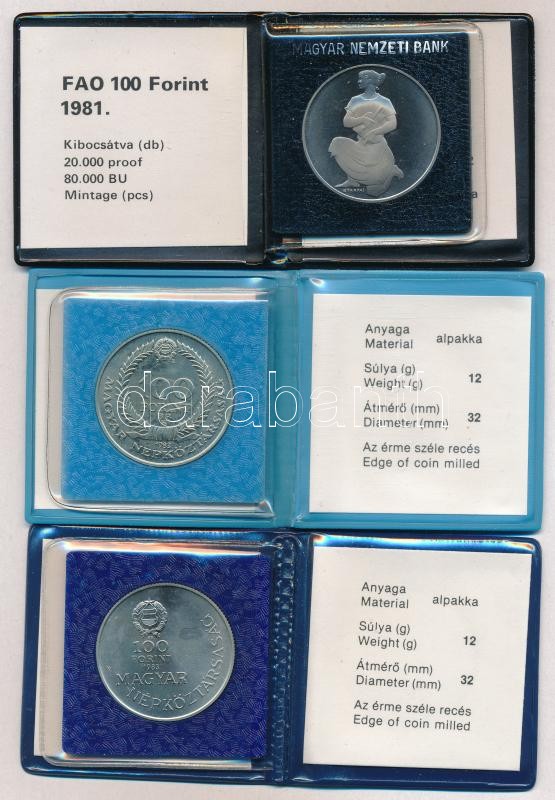 FAO 100 Forint
1981.
Kibocsátva (db)
20.000 proof
80.000 BU
Mintage (pcs)
MAGYAR NEMZETI BANK
Anyaga
Material alpakka
Súlya (g)
Weight (g) 12
Átmérő (mm)
Diameter (mm) 32
Az érme széle recés
Edge of coin milled
100
MAGYAR NÉPKÖZTÁRSASÁG
darabanth
100
FORINT
1983
MAGYAR
NÉPKÖZTÁRSASÁG
Anyaga
Material alpakka
Súlya (g)
Weight (g) 12
Átmérő (mm)
Diameter (mm) 32
Az érme széle recés
Edge of coin milled